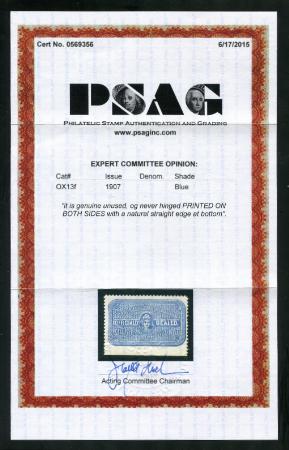 Cert No. 0569356 6/17/2015
PSAG
PHILATELIC STAMP AUTHENTICATION AND GRADING
www.psaginc.com
EXPERT COMMITTEE OPINION:
Cat# Issue Denom. Shade
OX13f 1907 Blue
"it is genuine unused, og never hinged PRINTED ON
BOTH SIDES with a natural straight edge at bottom".
SEALED.
Acting Committee Chairman